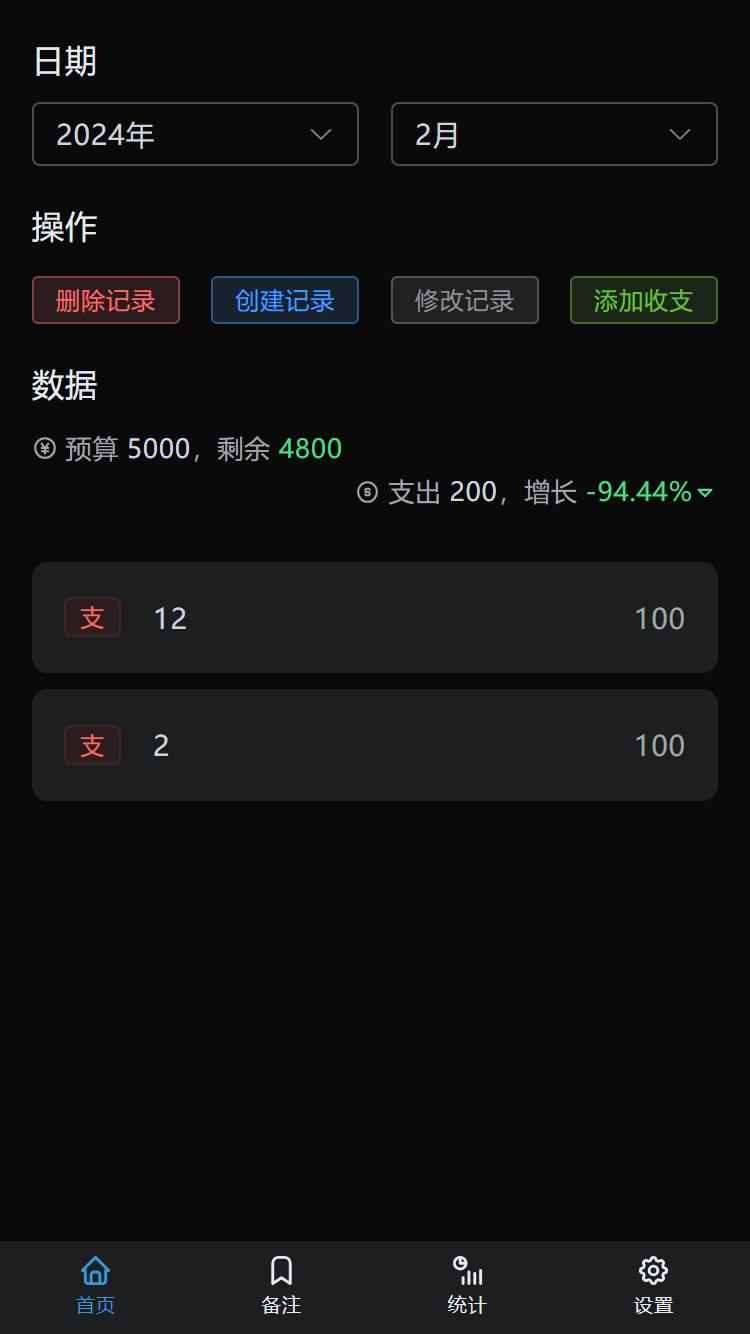 日期
2024年 2月
操作
删除记录 创建记录 修改记录 添加收支
数据
预算 5000，剩余 4800
支出 200，增长 -94.44%
支 12 100
支 2 100
首页 备注 统计 设置